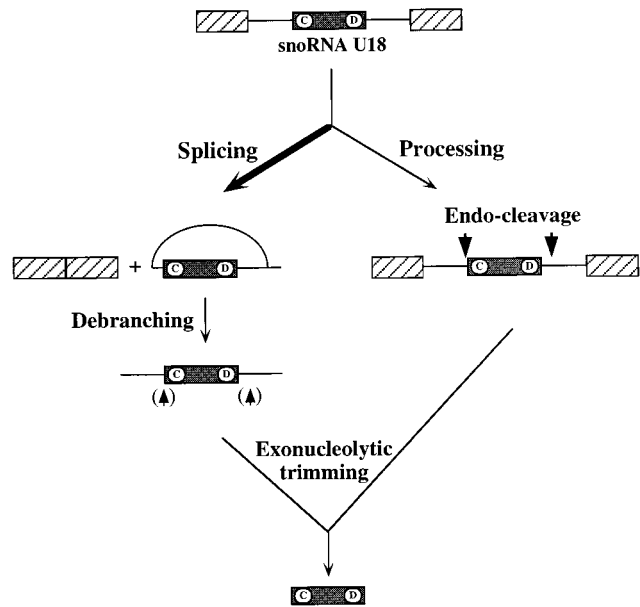 C D
snoRNA U18
Splicing
Processing
Endo-cleavage
+
C D
C D
Debranching
C D
( ) ( )
Exonucleolytic
trimming
C D